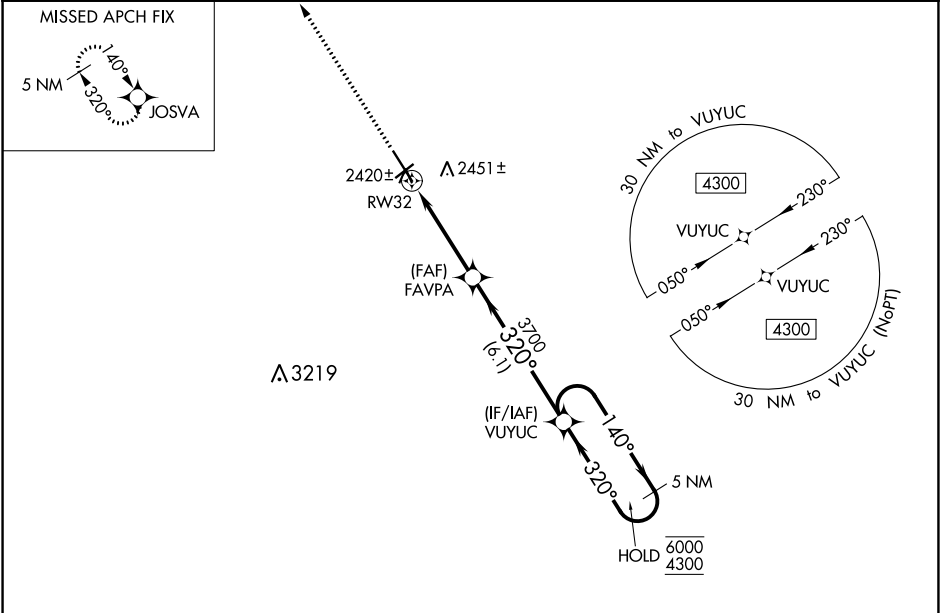 MISSED APCH FIX
140°
5 NM
320°
JOSVA
2420±
2451±
RW32
30 NM to VUYUC
4300
230°
VUYUC
050°
230°
VUYUC
050°
4300
30 NM to VUYUC (NoPT)
(FAF)
FAVPA
3700
320°
(6.1)
3219
(IF/IAF)
VUYUC
140°
320°
5 NM
HOLD
6000
4300